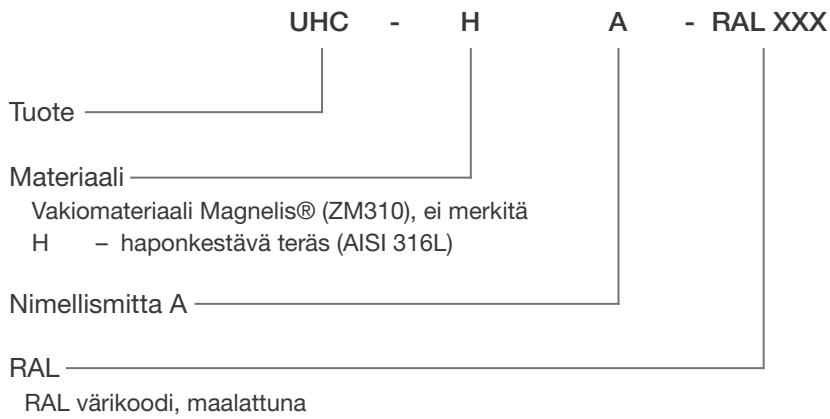 UHC - H A - RAL XXX
Tuote
Materiaali
Vakiomateriaali Magnelis® (ZM310), ei merkitä
H – haponkestävä teräs (AISI 316L)
Nimellismitta A
RAL
RAL värikoodi, maalattuna